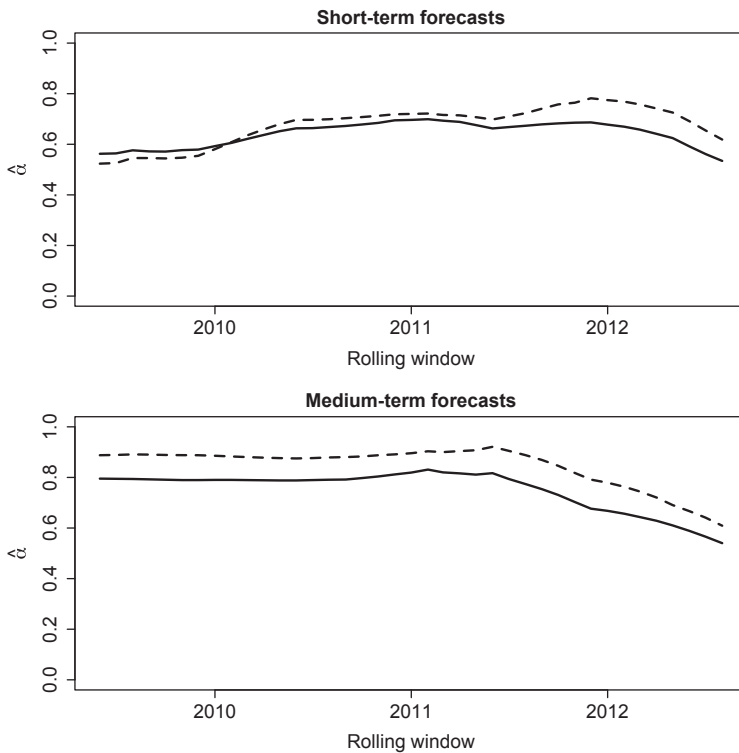 Short-term forecasts
1.0
0.8
0.6
0.4
0.2
0.0
α̂
2010 2011 2012
Rolling window
Medium-term forecasts
1.0
0.8
0.6
0.4
0.2
0.0
α̂
2010 2011 2012
Rolling window